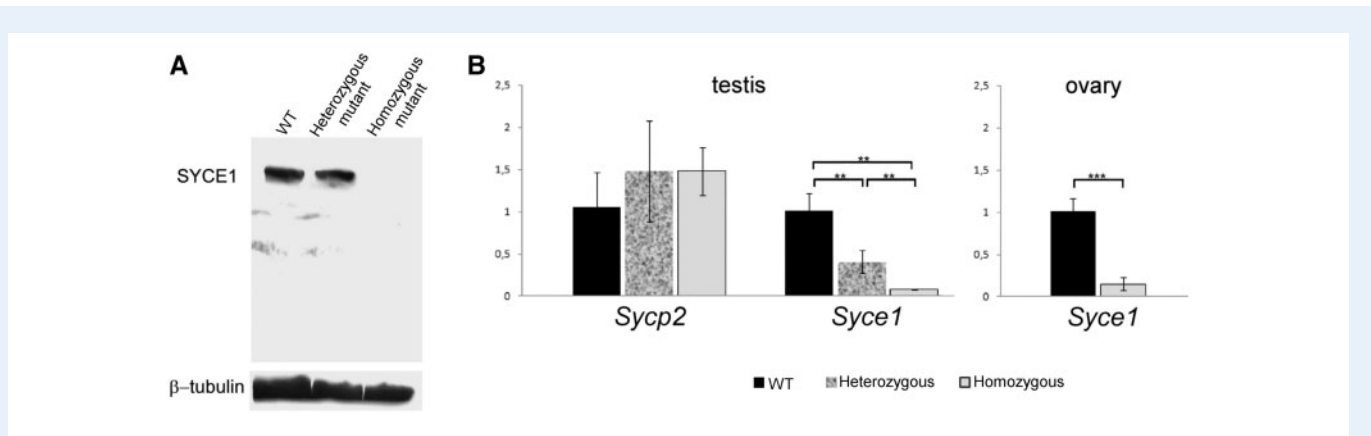 A
WT
Heterozygous
mutant
Homozygous
mutant
SYCE1
β–tubulin
B
testis
2,5
2
1,5
1
0,5
0
**
**
**
Sycp2
Syce1
ovary
2,5
2
1,5
1
0,5
0
***
Syce1
WT
Heterozygous
Homozygous